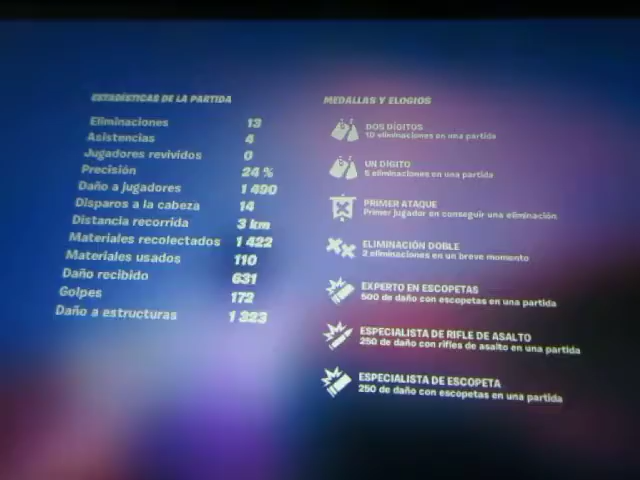 ESTADÍSTICAS DE LA PARTIDA
Eliminaciones 13
Asistencias 4
Jugadores revividos 0
Precisión 24 %
Daño a jugadores 1 490
Disparos a la cabeza 14
Distancia recorrida 3 km
Materiales recolectados 1 422
Materiales usados 110
Daño recibido 631
Golpes 172
Daño a estructuras 1 323
MEDALLAS Y ELOGIOS
DOS DÍGITOS
10 eliminaciones en una partida
UN DÍGITO
5 eliminaciones en una partida
PRIMER ATAQUE
Primer jugador en conseguir una eliminación
ELIMINACIÓN DOBLE
2 eliminaciones en un breve momento
EXPERTO EN ESCOPETAS
500 de daño con escopetas en una partida
ESPECIALISTA DE RIFLE DE ASALTO
250 de daño con rifles de asalto en una partida
ESPECIALISTA DE ESCOPETA
250 de daño con escopetas en una partida